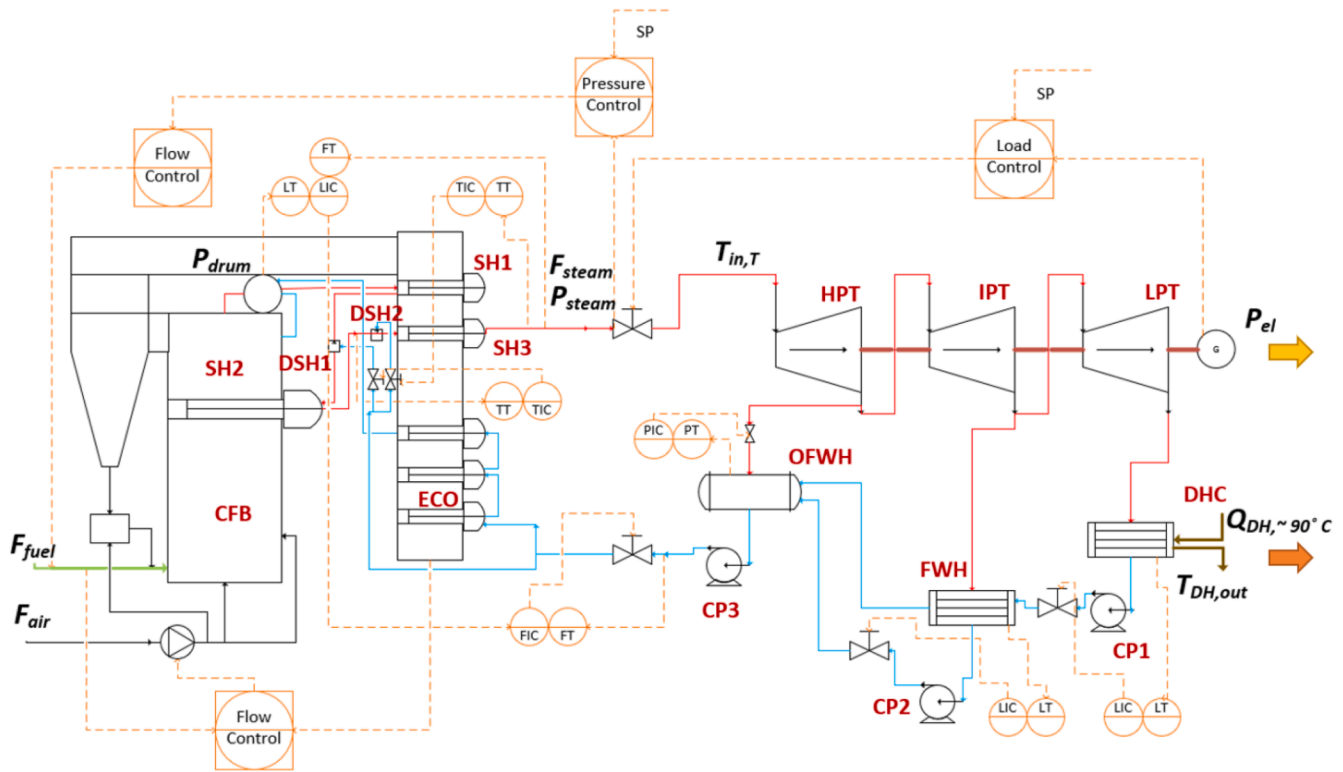 SP
Pressure
Control
SP
Flow
Control
Load
Control
FT
LT
LIC
TIC
TT
P_drum
SH1
F_steam
P_steam
T_in,T
HPT
IPT
LPT
P_el
G
DSH2
SH3
DSH1
SH2
TT
TIC
PIC
PT
OFWH
DHC
Q_DH,~ 90° C
ECO
CFB
F_fuel
FWH
T_DH,out
CP3
F_air
FIC
FT
CP1
CP2
LIC
LT
LIC
LT
Flow
Control